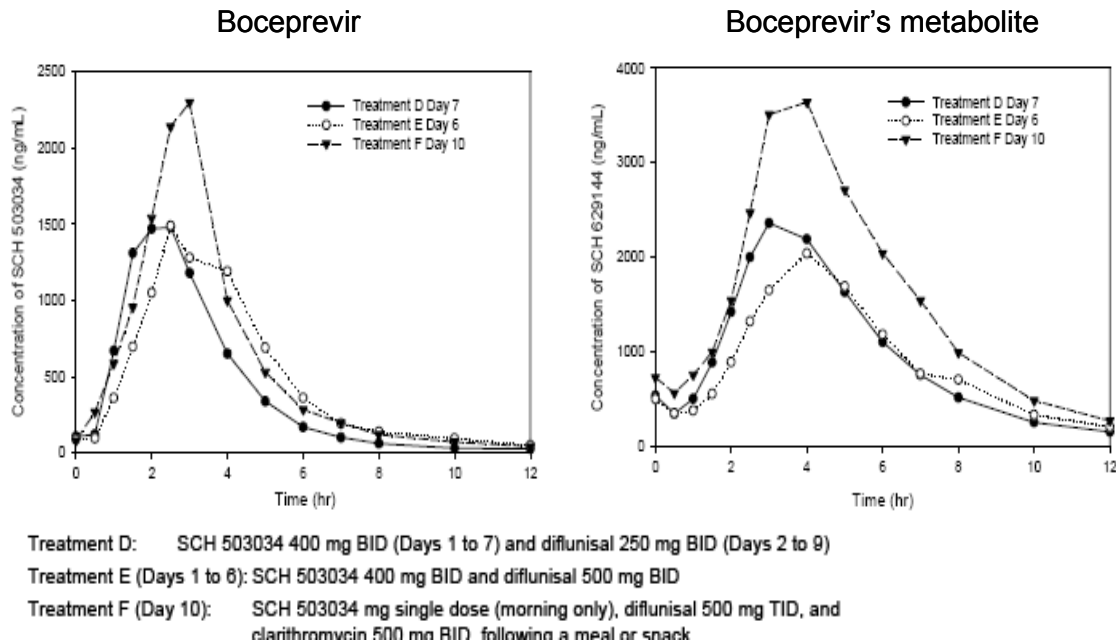 Boceprevir
Boceprevir's metabolite
2500
2000
1500
1000
500
0
Concentration of SCH 503034 (ng/mL)
Treatment D Day 7
Treatment E Day 6
Treatment F Day 10
0 2 4 6 8 10 12
Time (hr)
4000
3000
2000
1000
0
Concentration of SCH 629144 (ng/mL)
Treatment D Day 7
Treatment E Day 6
Treatment F Day 10
0 2 4 6 8 10 12
Time (hr)
Treatment D: SCH 503034 400 mg BID (Days 1 to 7) and diflunisal 250 mg BID (Days 2 to 9)
Treatment E (Days 1 to 6): SCH 503034 400 mg BID and diflunisal 500 mg BID
Treatment F (Day 10): SCH 503034 mg single dose (morning only), diflunisal 500 mg TID, and
clarithromycin 500 mg BID, following a meal or snack